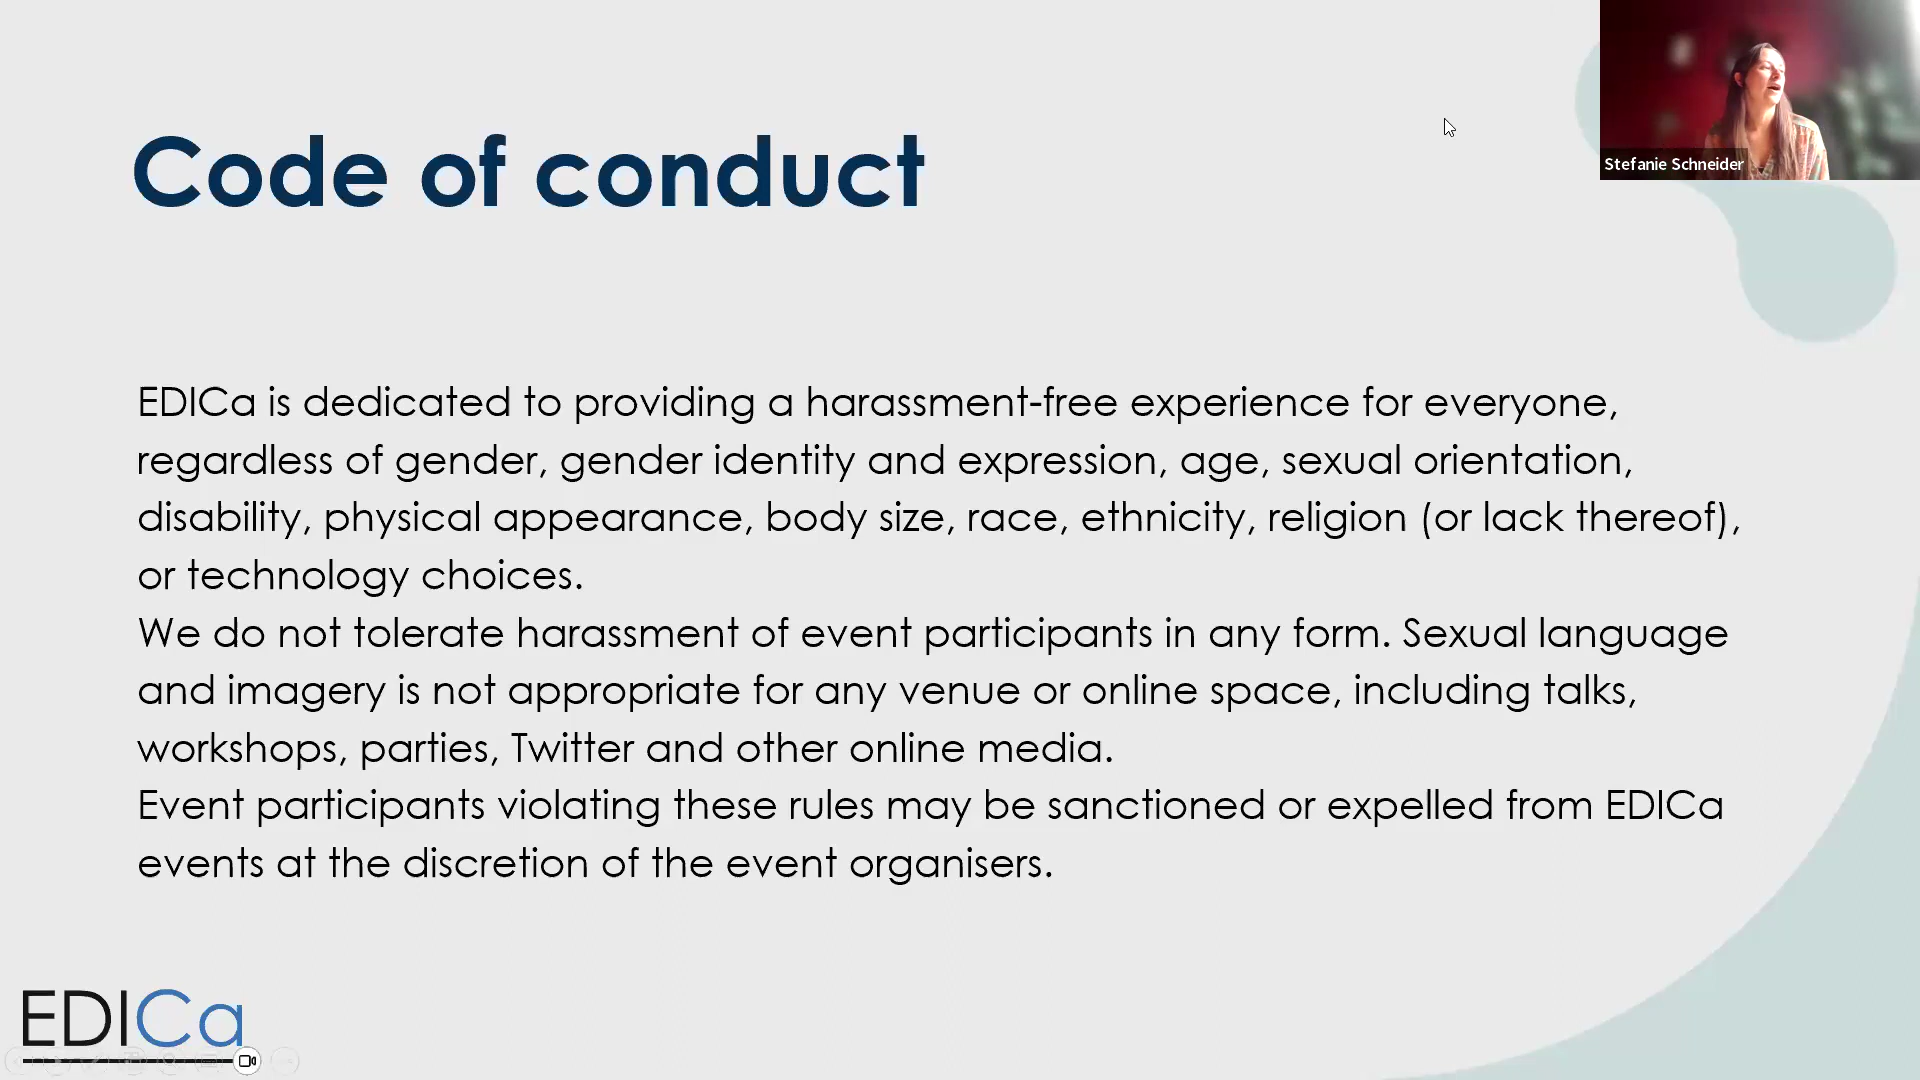 Code of conduct
Stefanie Schneider
EDICa is dedicated to providing a harassment-free experience for everyone,
regardless of gender, gender identity and expression, age, sexual orientation,
disability, physical appearance, body size, race, ethnicity, religion (or lack thereof),
or technology choices.
We do not tolerate harassment of event participants in any form. Sexual language
and imagery is not appropriate for any venue or online space, including talks,
workshops, parties, Twitter and other online media.
Event participants violating these rules may be sanctioned or expelled from EDICa
events at the discretion of the event organisers.
EDICa